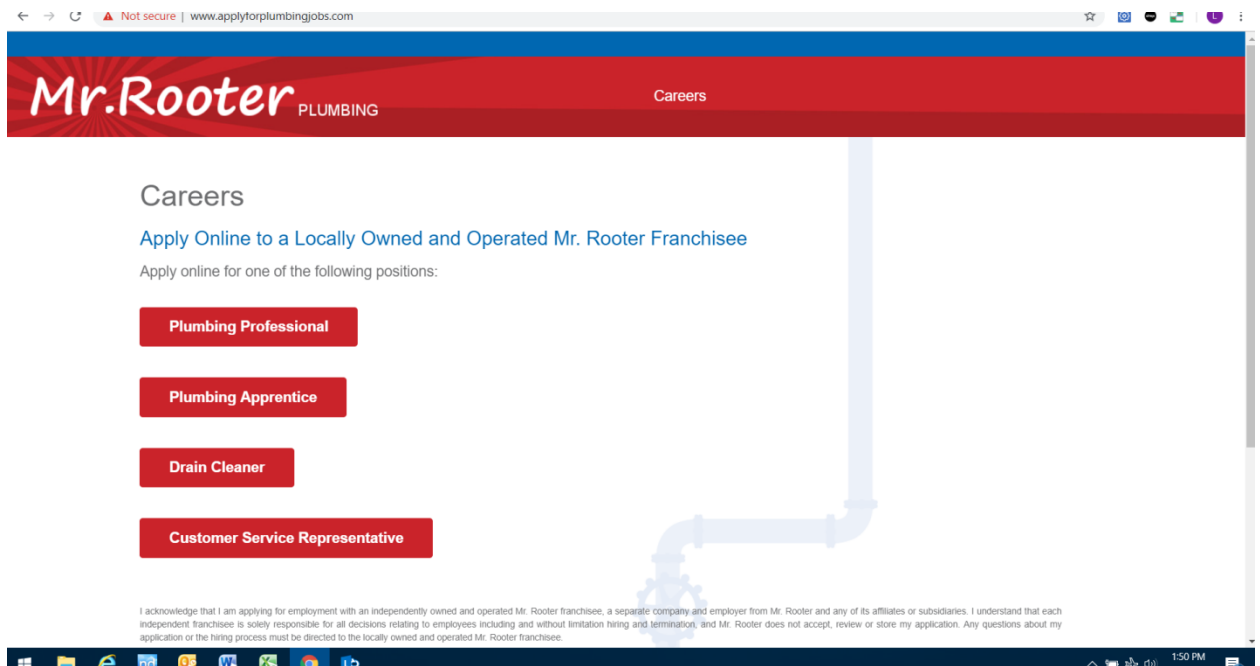 Not secure | www.applyforplumbingjobs.com
L
Mr.Rooter PLUMBING
Careers
Careers
Apply Online to a Locally Owned and Operated Mr. Rooter Franchisee
Apply online for one of the following positions:
Plumbing Professional
Plumbing Apprentice
Drain Cleaner
Customer Service Representative
I acknowledge that I am applying for employment with an independently owned and operated Mr. Rooter franchisee, a separate company and employer from Mr. Rooter and any of its affiliates or subsidiaries. I understand that each
independent franchisee is solely responsible for all decisions relating to employees including and without limitation hiring and termination, and Mr. Rooter does not accept, review or store my application. Any questions about my
application or the hiring process must be directed to the locally owned and operated Mr. Rooter franchisee.
1:50 PM